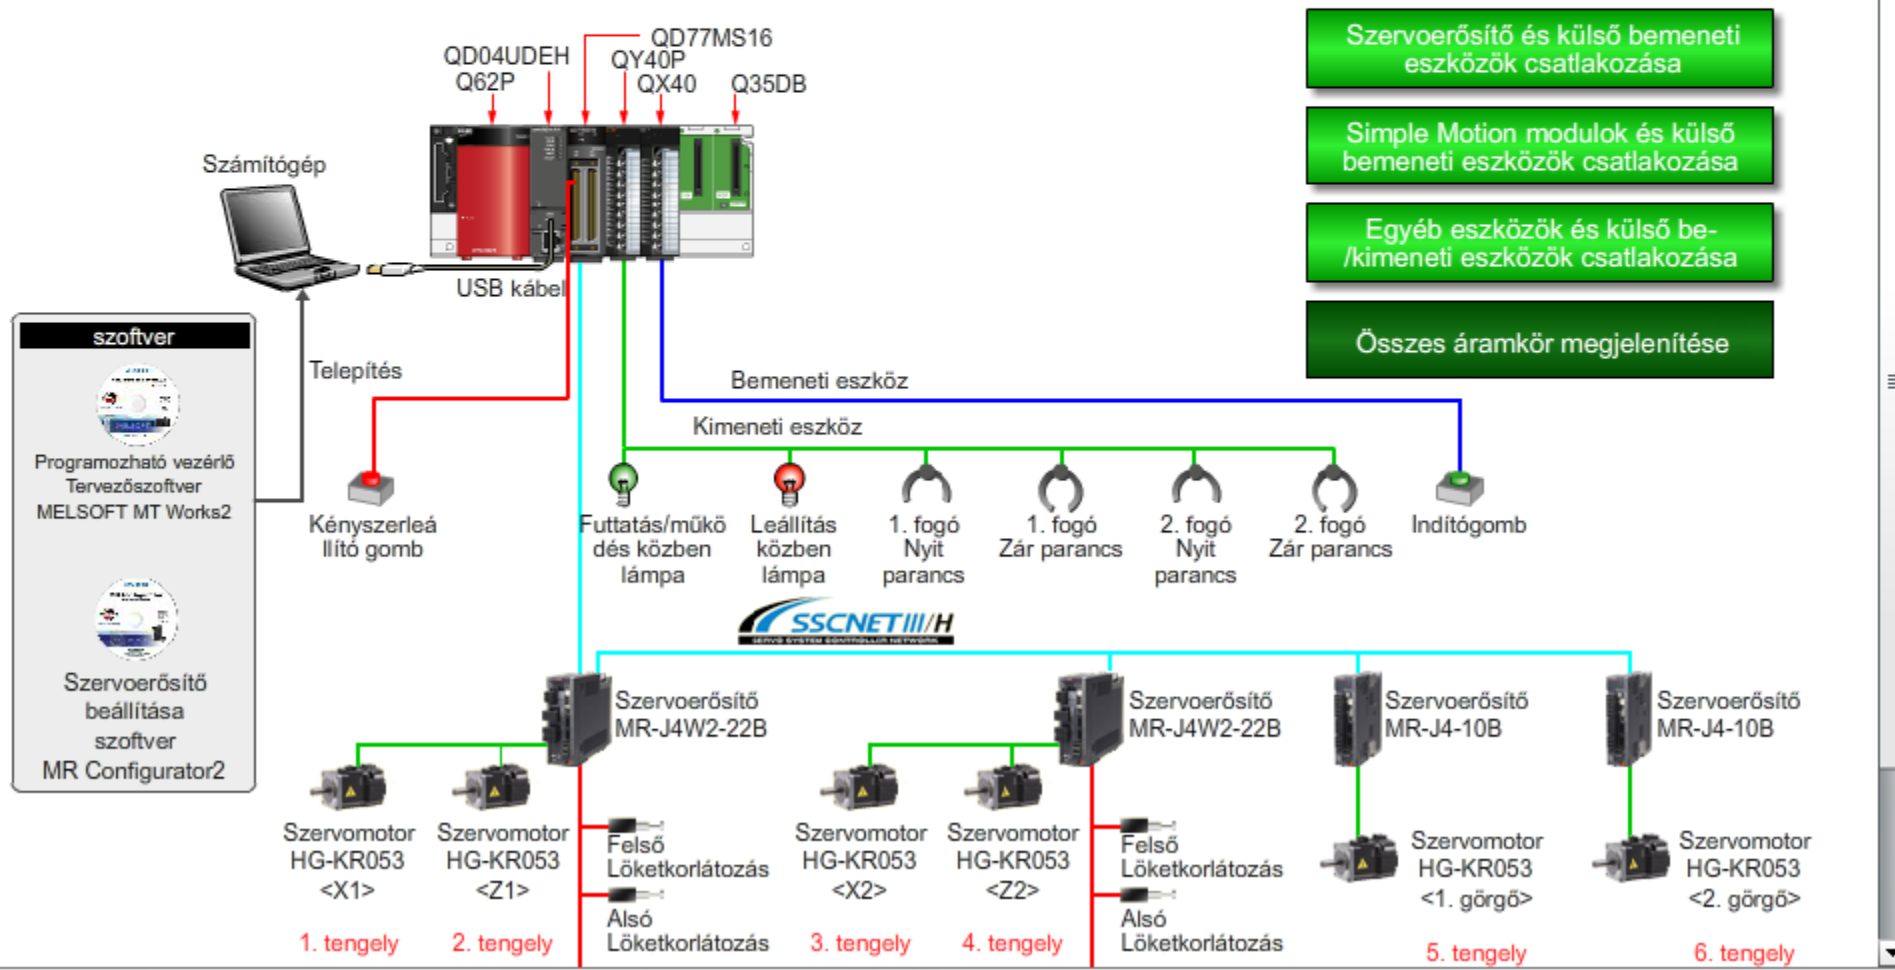 QD77MS16
QD04UDEH
QY40P
Q62P
QX40
Q35DB
Szervoerősítő és külső bemeneti
eszközök csatlakozása
Simple Motion modulok és külső
bemeneti eszközök csatlakozása
Egyéb eszközök és külső be-
/kimeneti eszközök csatlakozása
Összes áramkör megjelenítése
Számítógép
USB kábel
szoftver
Programozható vezérlő
Tervezőszoftver
MELSOFT MT Works2
Szervoerősítő
beállítása
szoftver
MR Configurator2
Telepítés
Bemeneti eszköz
Kimeneti eszköz
Kényszerleá
llító gomb
Futtatás/műkö
dés közben
lámpa
Leállítás
közben
lámpa
1. fogó
Nyit
parancs
1. fogó
Zár parancs
2. fogó
Nyit
parancs
2. fogó
Zár parancs
Indítógomb
SSCNETIII/H
SERVO SYSTEM CONTROLLER NETWORK
Szervoerősítő
MR-J4W2-22B
Szervoerősítő
MR-J4W2-22B
Szervoerősítő
MR-J4-10B
Szervoerősítő
MR-J4-10B
Szervomotor
HG-KR053
<X1>
1. tengely
Szervomotor
HG-KR053
<Z1>
2. tengely
Felső
Löketkorlátozás
Alsó
Löketkorlátozás
Szervomotor
HG-KR053
<X2>
3. tengely
Szervomotor
HG-KR053
<Z2>
4. tengely
Felső
Löketkorlátozás
Alsó
Löketkorlátozás
Szervomotor
HG-KR053
<1. görgő>
5. tengely
Szervomotor
HG-KR053
<2. görgő>
6. tengely